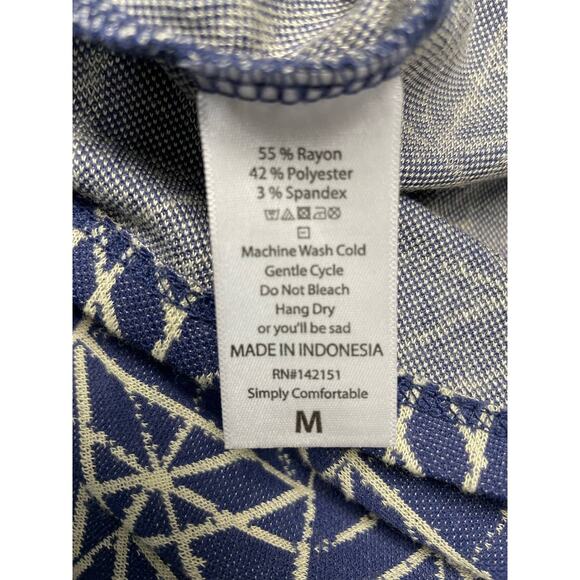 55 % Rayon
42 % Polyester
3 % Spandex
Machine Wash Cold
Gentle Cycle
Do Not Bleach
Hang Dry
or you'll be sad
MADE IN INDONESIA
RN#142151
Simply Comfortable
M